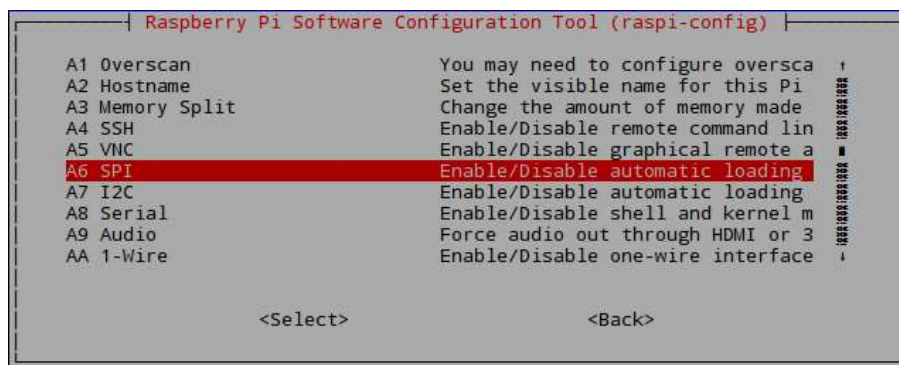 Raspberry Pi Software Configuration Tool (raspi-config)
A1 Overscan You may need to configure oversca
A2 Hostname Set the visible name for this Pi
A3 Memory Split Change the amount of memory made
A4 SSH Enable/Disable remote command lin
A5 VNC Enable/Disable graphical remote a
A6 SPI Enable/Disable automatic loading
A7 I2C Enable/Disable automatic loading
A8 Serial Enable/Disable shell and kernel m
A9 Audio Force audio out through HDMI or 3
AA 1-Wire Enable/Disable one-wire interface
<Select> <Back>